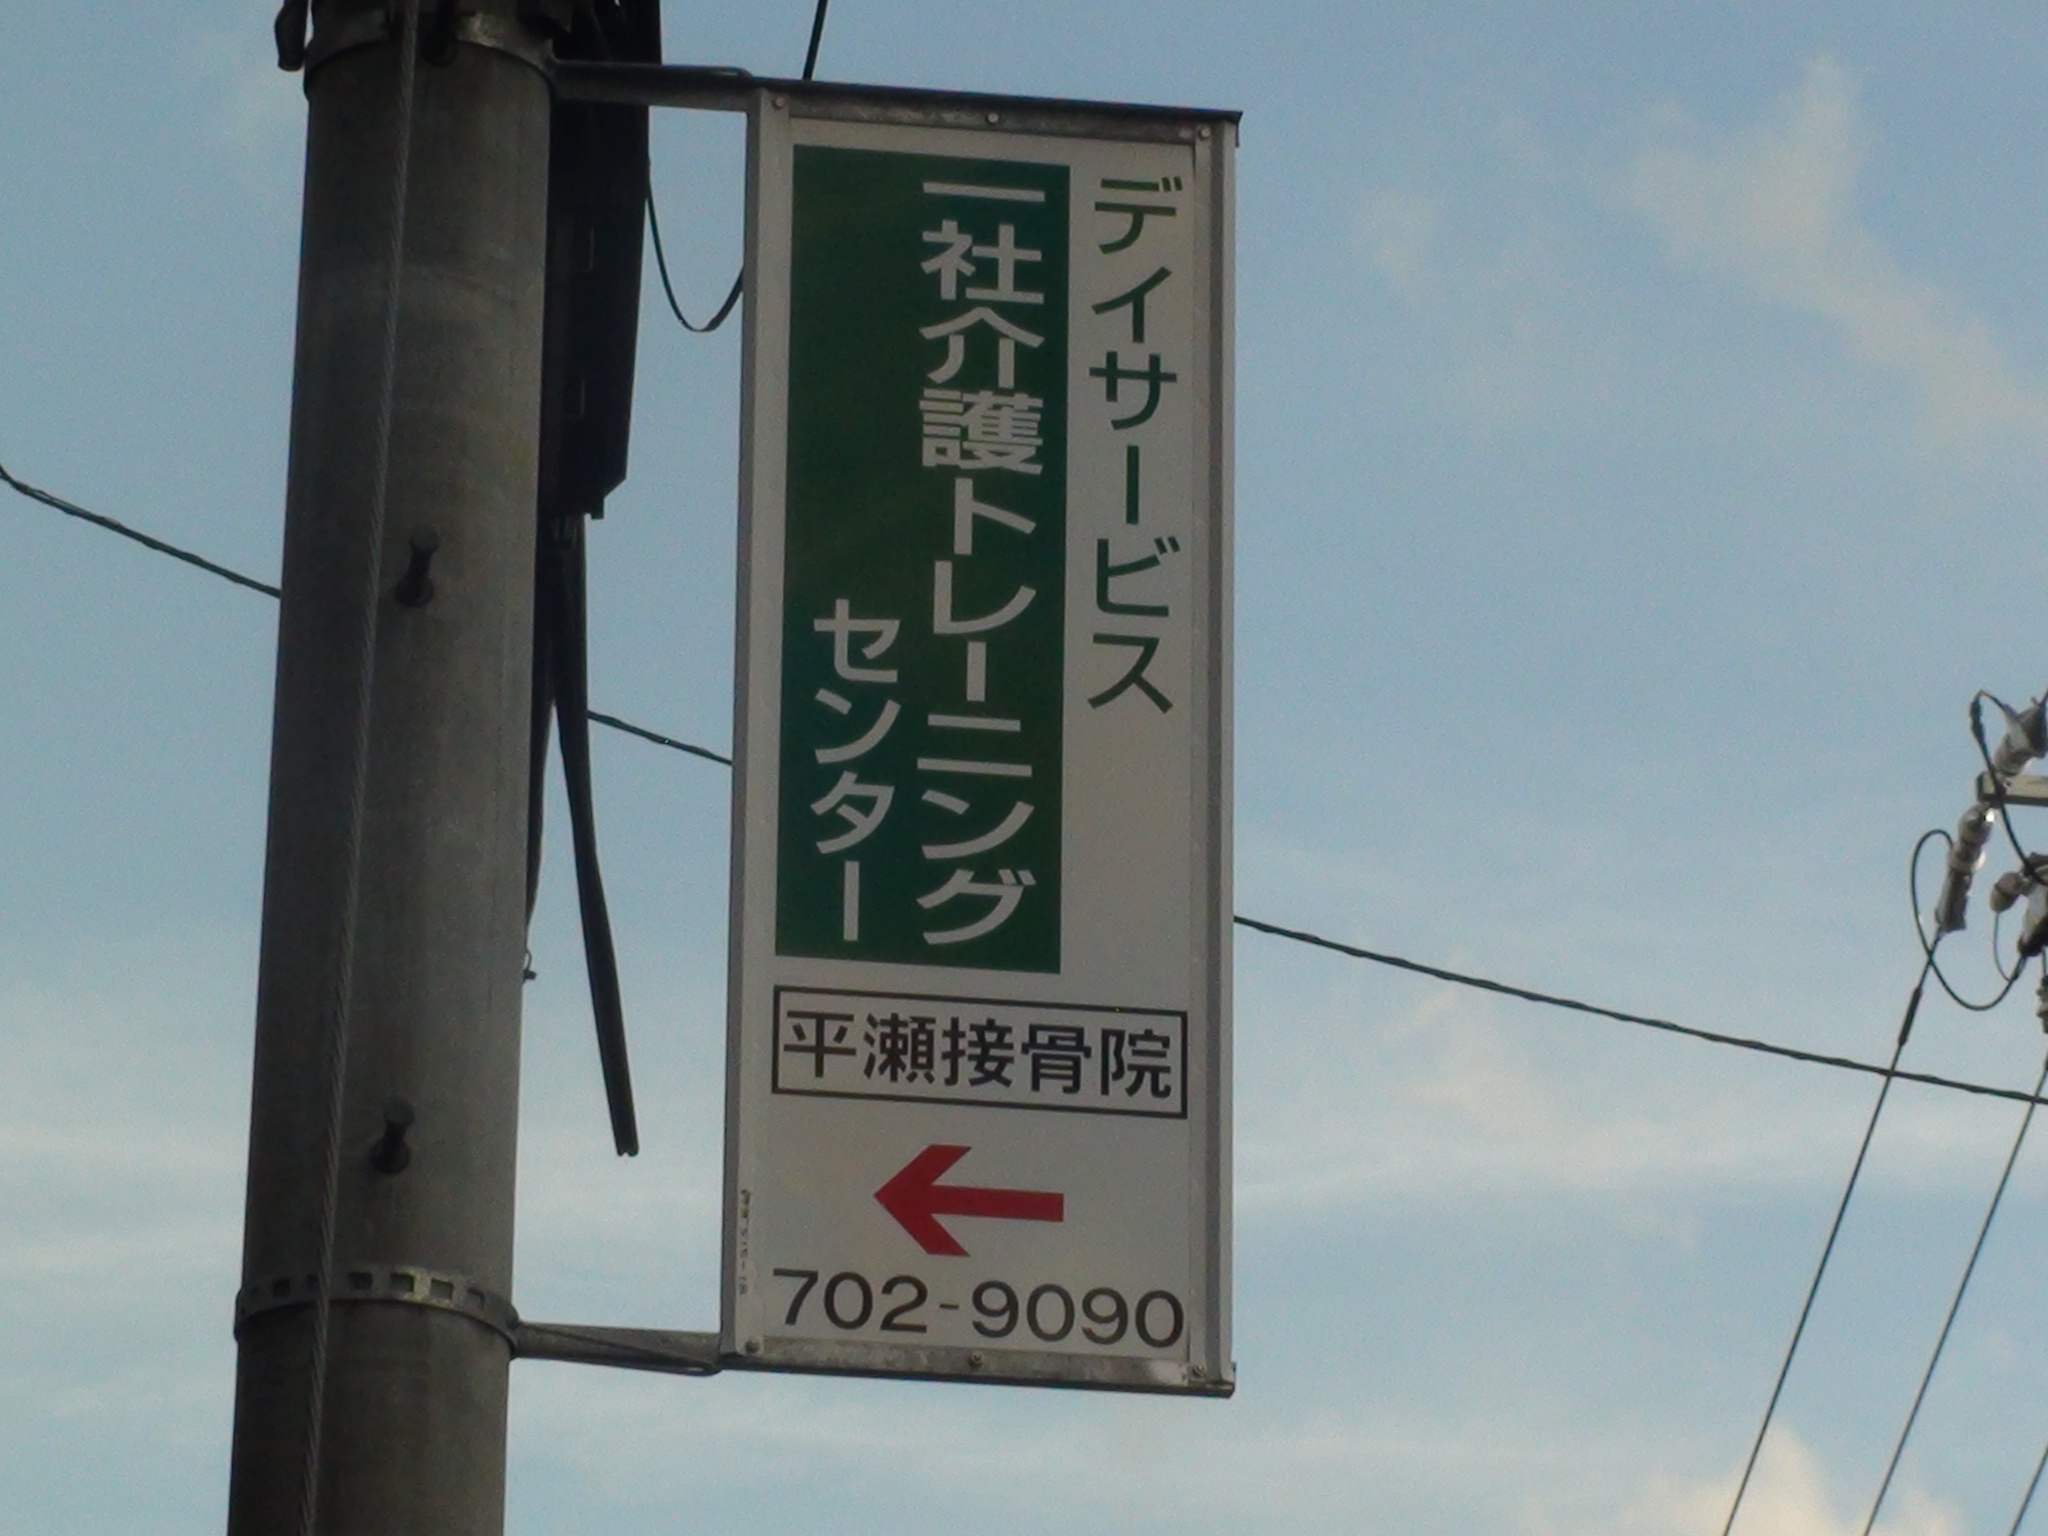 デイサービス
一社介護トレーニング
センター
平瀬接骨院
702-9090